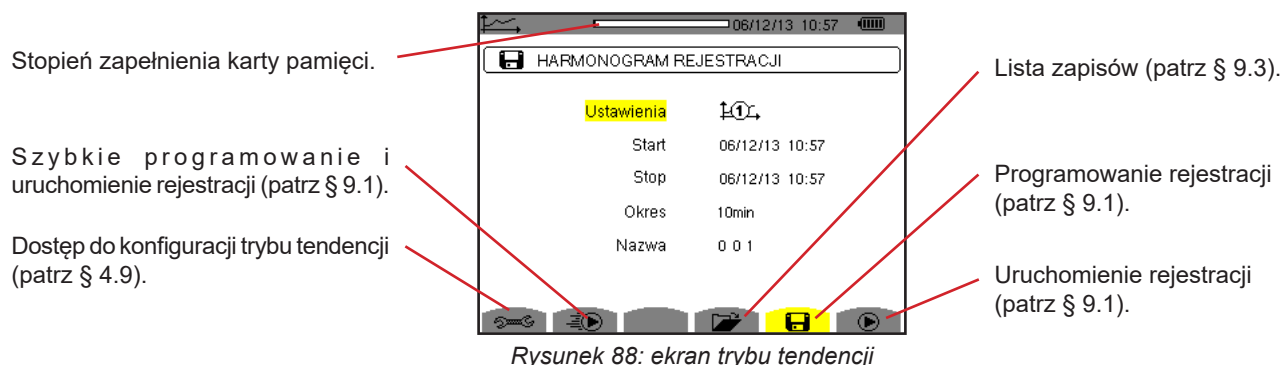 06/12/13 10:57
HARMONOGRAM REJESTRACJI
Ustawienia 1
Start 06/12/13 10:57
Stop 06/12/13 10:57
Okres 10min
Nazwa 0 0 1
Stopień zapełnienia karty pamięci.
Szybkie programowanie i
uruchomienie rejestracji (patrz § 9.1).
Dostęp do konfiguracji trybu tendencji
(patrz § 4.9).
Lista zapisów (patrz § 9.3).
Programowanie rejestracji
(patrz § 9.1).
Uruchomienie rejestracji
(patrz § 9.1).
Rysunek 88: ekran trybu tendencji